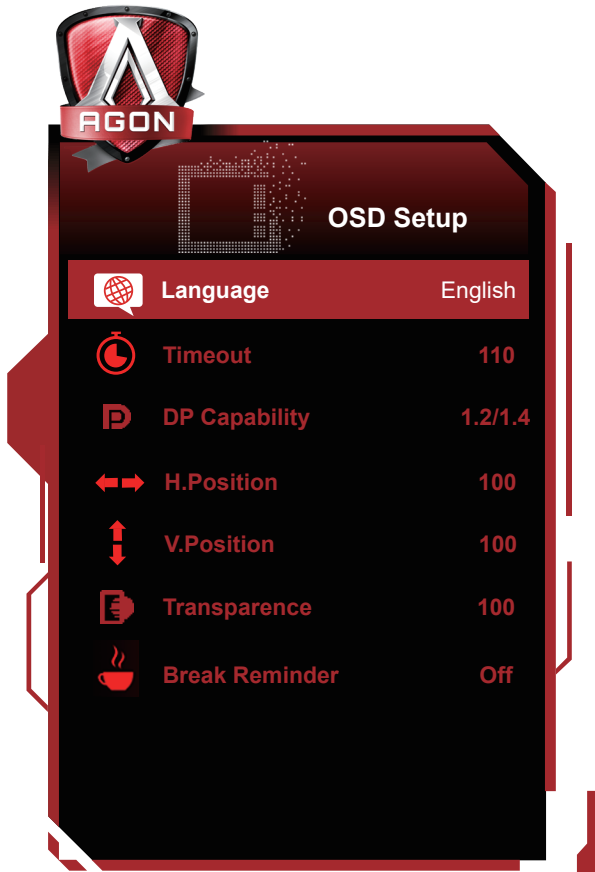 AGON
OSD Setup
Language English
Timeout 110
DP Capability 1.2/1.4
H.Position 100
V.Position 100
Transparence 100
Break Reminder Off